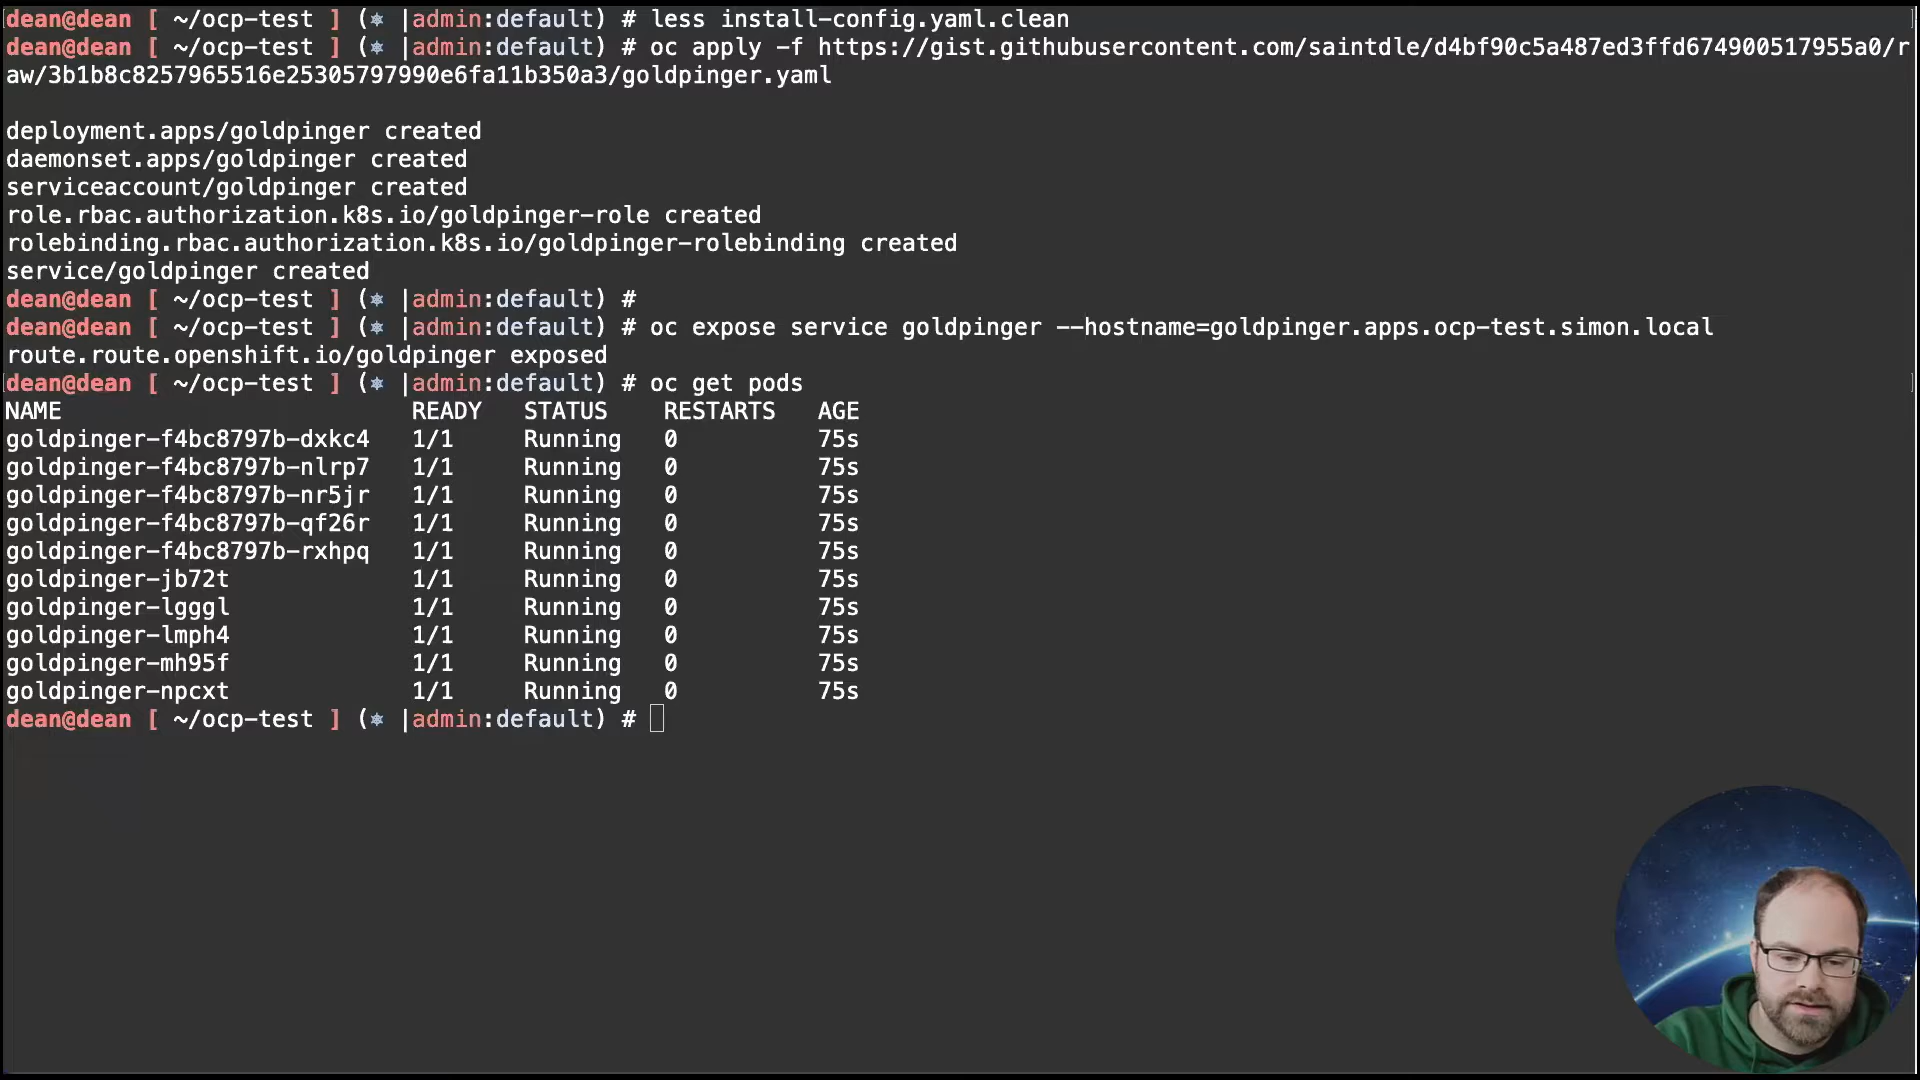 dean@dean [ ~/ocp-test ] (⎈ |admin:default) # less install-config.yaml.clean
dean@dean [ ~/ocp-test ] (⎈ |admin:default) # oc apply -f https://gist.githubusercontent.com/saintdle/d4bf90c5a487ed3ffd674900517955a0/r
aw/3b1b8c8257965516e25305797990e6fa11b350a3/goldpinger.yaml
deployment.apps/goldpinger created
daemonset.apps/goldpinger created
serviceaccount/goldpinger created
role.rbac.authorization.k8s.io/goldpinger-role created
rolebinding.rbac.authorization.k8s.io/goldpinger-rolebinding created
service/goldpinger created
dean@dean [ ~/ocp-test ] (⎈ |admin:default) #
dean@dean [ ~/ocp-test ] (⎈ |admin:default) # oc expose service goldpinger --hostname=goldpinger.apps.ocp-test.simon.local
route.route.openshift.io/goldpinger exposed
dean@dean [ ~/ocp-test ] (⎈ |admin:default) # oc get pods
NAME READY STATUS RESTARTS AGE
goldpinger-f4bc8797b-dxkc4 1/1 Running 0 75s
goldpinger-f4bc8797b-nlrp7 1/1 Running 0 75s
goldpinger-f4bc8797b-nr5jr 1/1 Running 0 75s
goldpinger-f4bc8797b-qf26r 1/1 Running 0 75s
goldpinger-f4bc8797b-rxhpq 1/1 Running 0 75s
goldpinger-jb72t 1/1 Running 0 75s
goldpinger-lgggl 1/1 Running 0 75s
goldpinger-lmph4 1/1 Running 0 75s
goldpinger-mh95f 1/1 Running 0 75s
goldpinger-npcxt 1/1 Running 0 75s
dean@dean [ ~/ocp-test ] (⎈ |admin:default) #